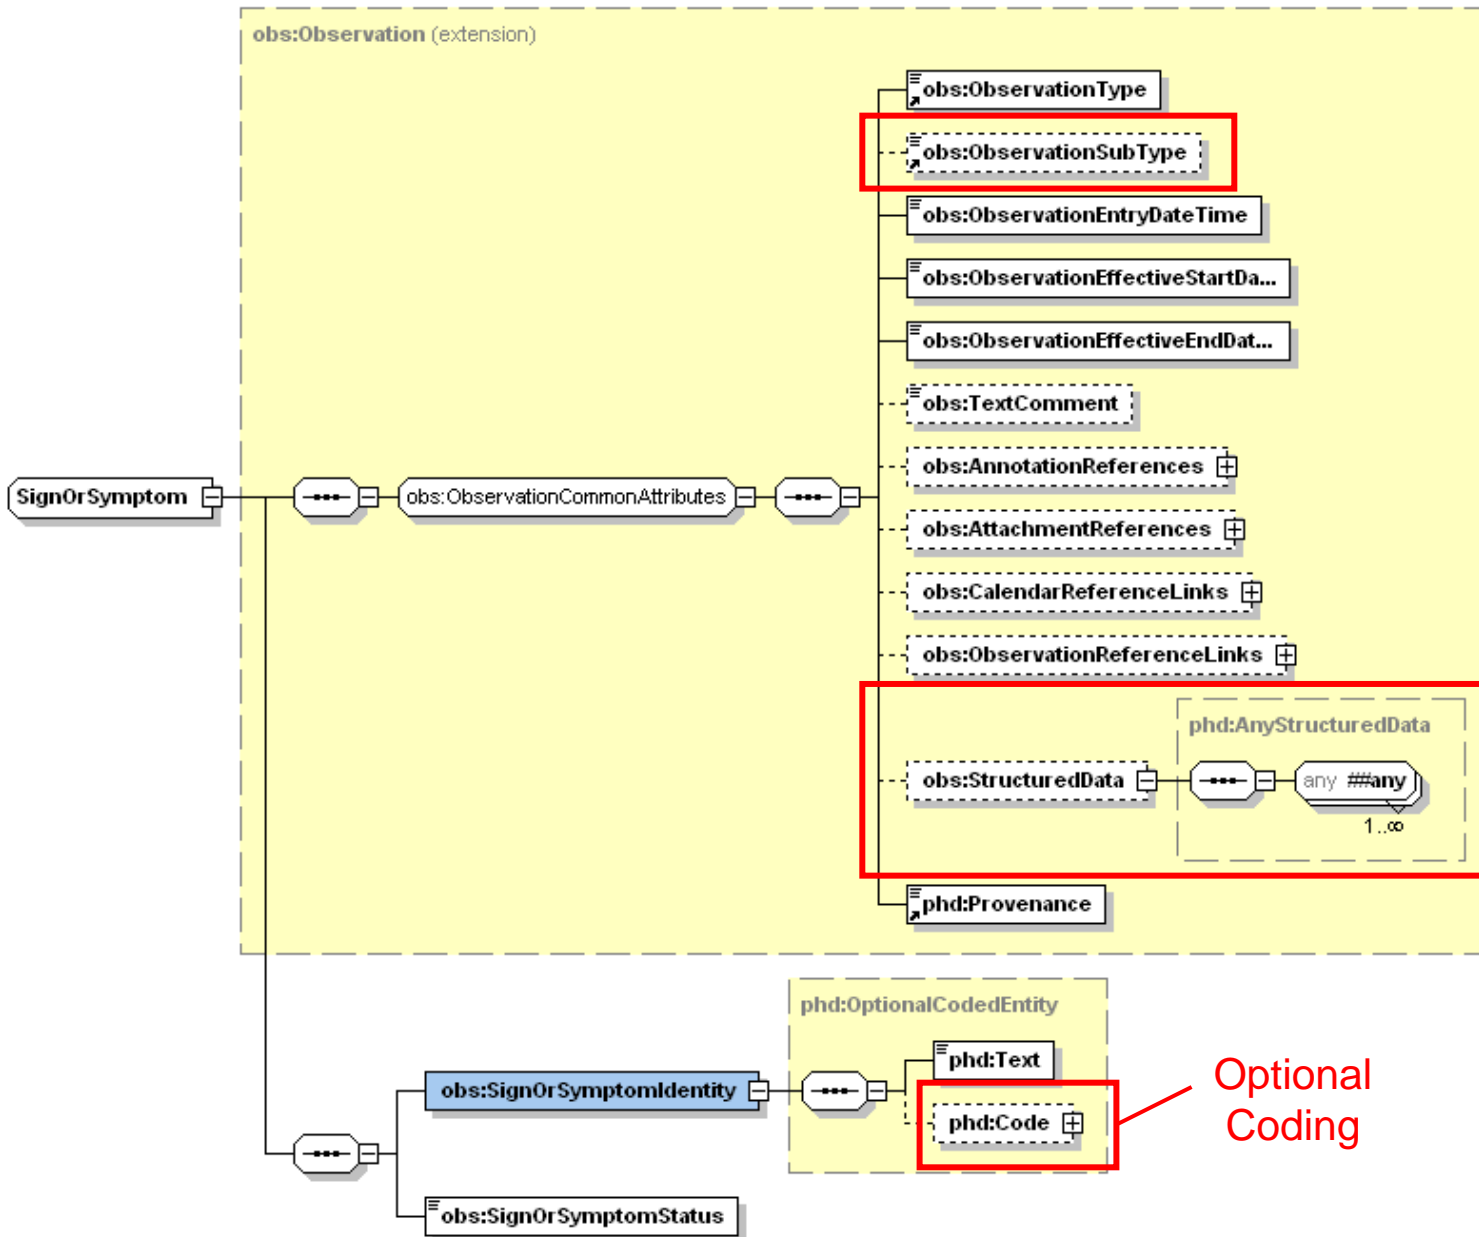 obs:Observation (extension)
obs:ObservationType
obs:ObservationSubType
obs:ObservationEntryDateTime
obs:ObservationEffectiveStartDa...
obs:ObservationEffectiveEndDat...
obs:TextComment
obs:AnnotationReferences
SignOrSymptom
obs:ObservationCommonAttributes
obs:AttachmentReferences
obs:CalendarReferenceLinks
obs:ObservationReferenceLinks
phd:AnyStructuredData
obs:StructuredData
any ##any
1..∞
phd:Provenance
phd:OptionalCodedEntity
phd:Text
obs:SignOrSymptomIdentity
phd:Code
Optional
Coding
obs:SignOrSymptomStatus